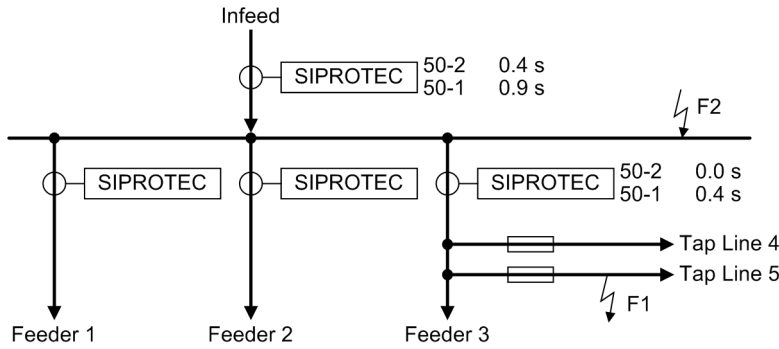 Infeed
SIPROTEC 50-2 0.4 s
50-1 0.9 s
F2
SIPROTEC SIPROTEC SIPROTEC 50-2 0.0 s
50-1 0.4 s
Tap Line 4
Tap Line 5
F1
Feeder 1 Feeder 2 Feeder 3